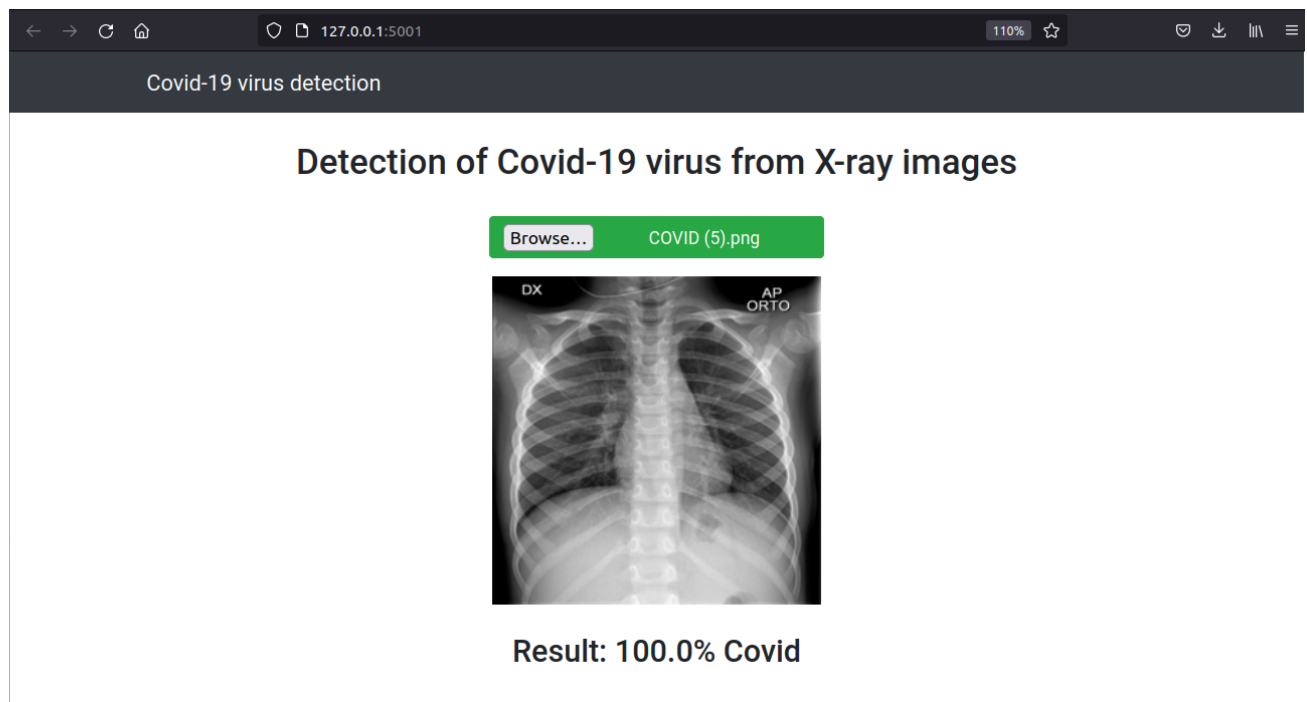 127.0.0.1:5001
110%
Covid-19 virus detection
Detection of Covid-19 virus from X-ray images
Browse... COVID (5).png
DX
AP
ORTO
Result: 100.0% Covid